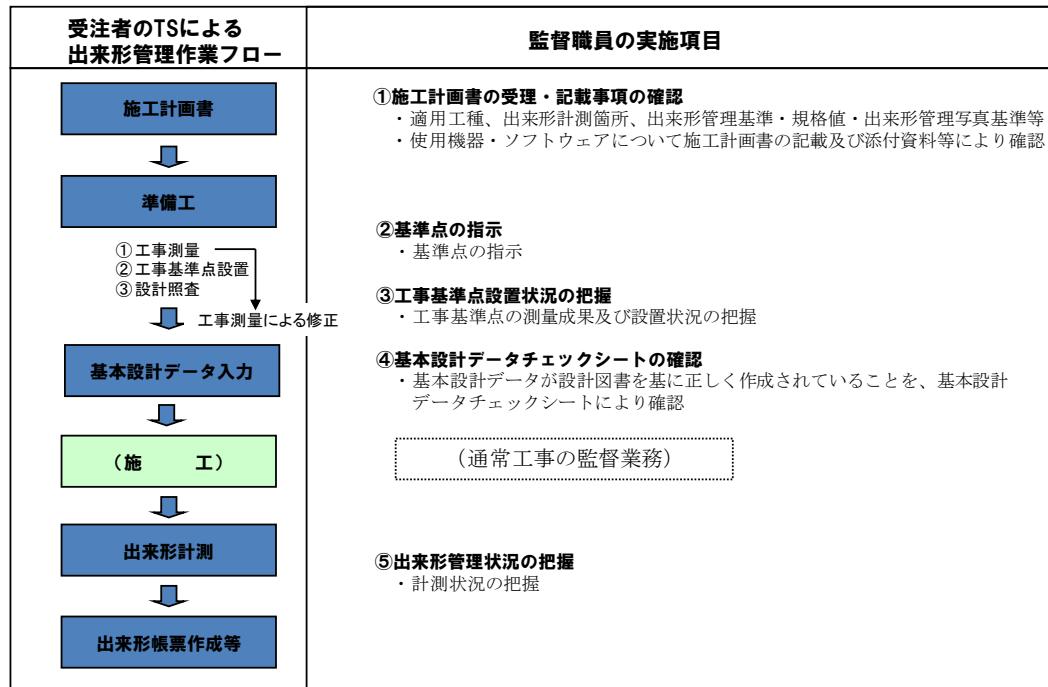 受注者のTSによる
出来形管理作業フロー
監督職員の実施項目
施工計画書
①施工計画書の受理・記載事項の確認
・適用工種、出来形計測箇所、出来形管理基準・規格値・出来形管理写真基準等
・使用機器・ソフトウェアについて施工計画書の記載及び添付資料等により確認
準備工
①工事測量
②工事基準点設置
③設計照査
工事測量による修正
②基準点の指示
・基準点の指示
③工事基準点設置状況の把握
・工事基準点の測量成果及び設置状況の把握
基本設計データ入力
④基本設計データチェックシートの確認
・基本設計データが設計図書を基に正しく作成されていることを、基本設計
データチェックシートにより確認
（施　工）
（通常工事の監督業務）
出来形計測
⑤出来形管理状況の把握
・計測状況の把握
出来形帳票作成等